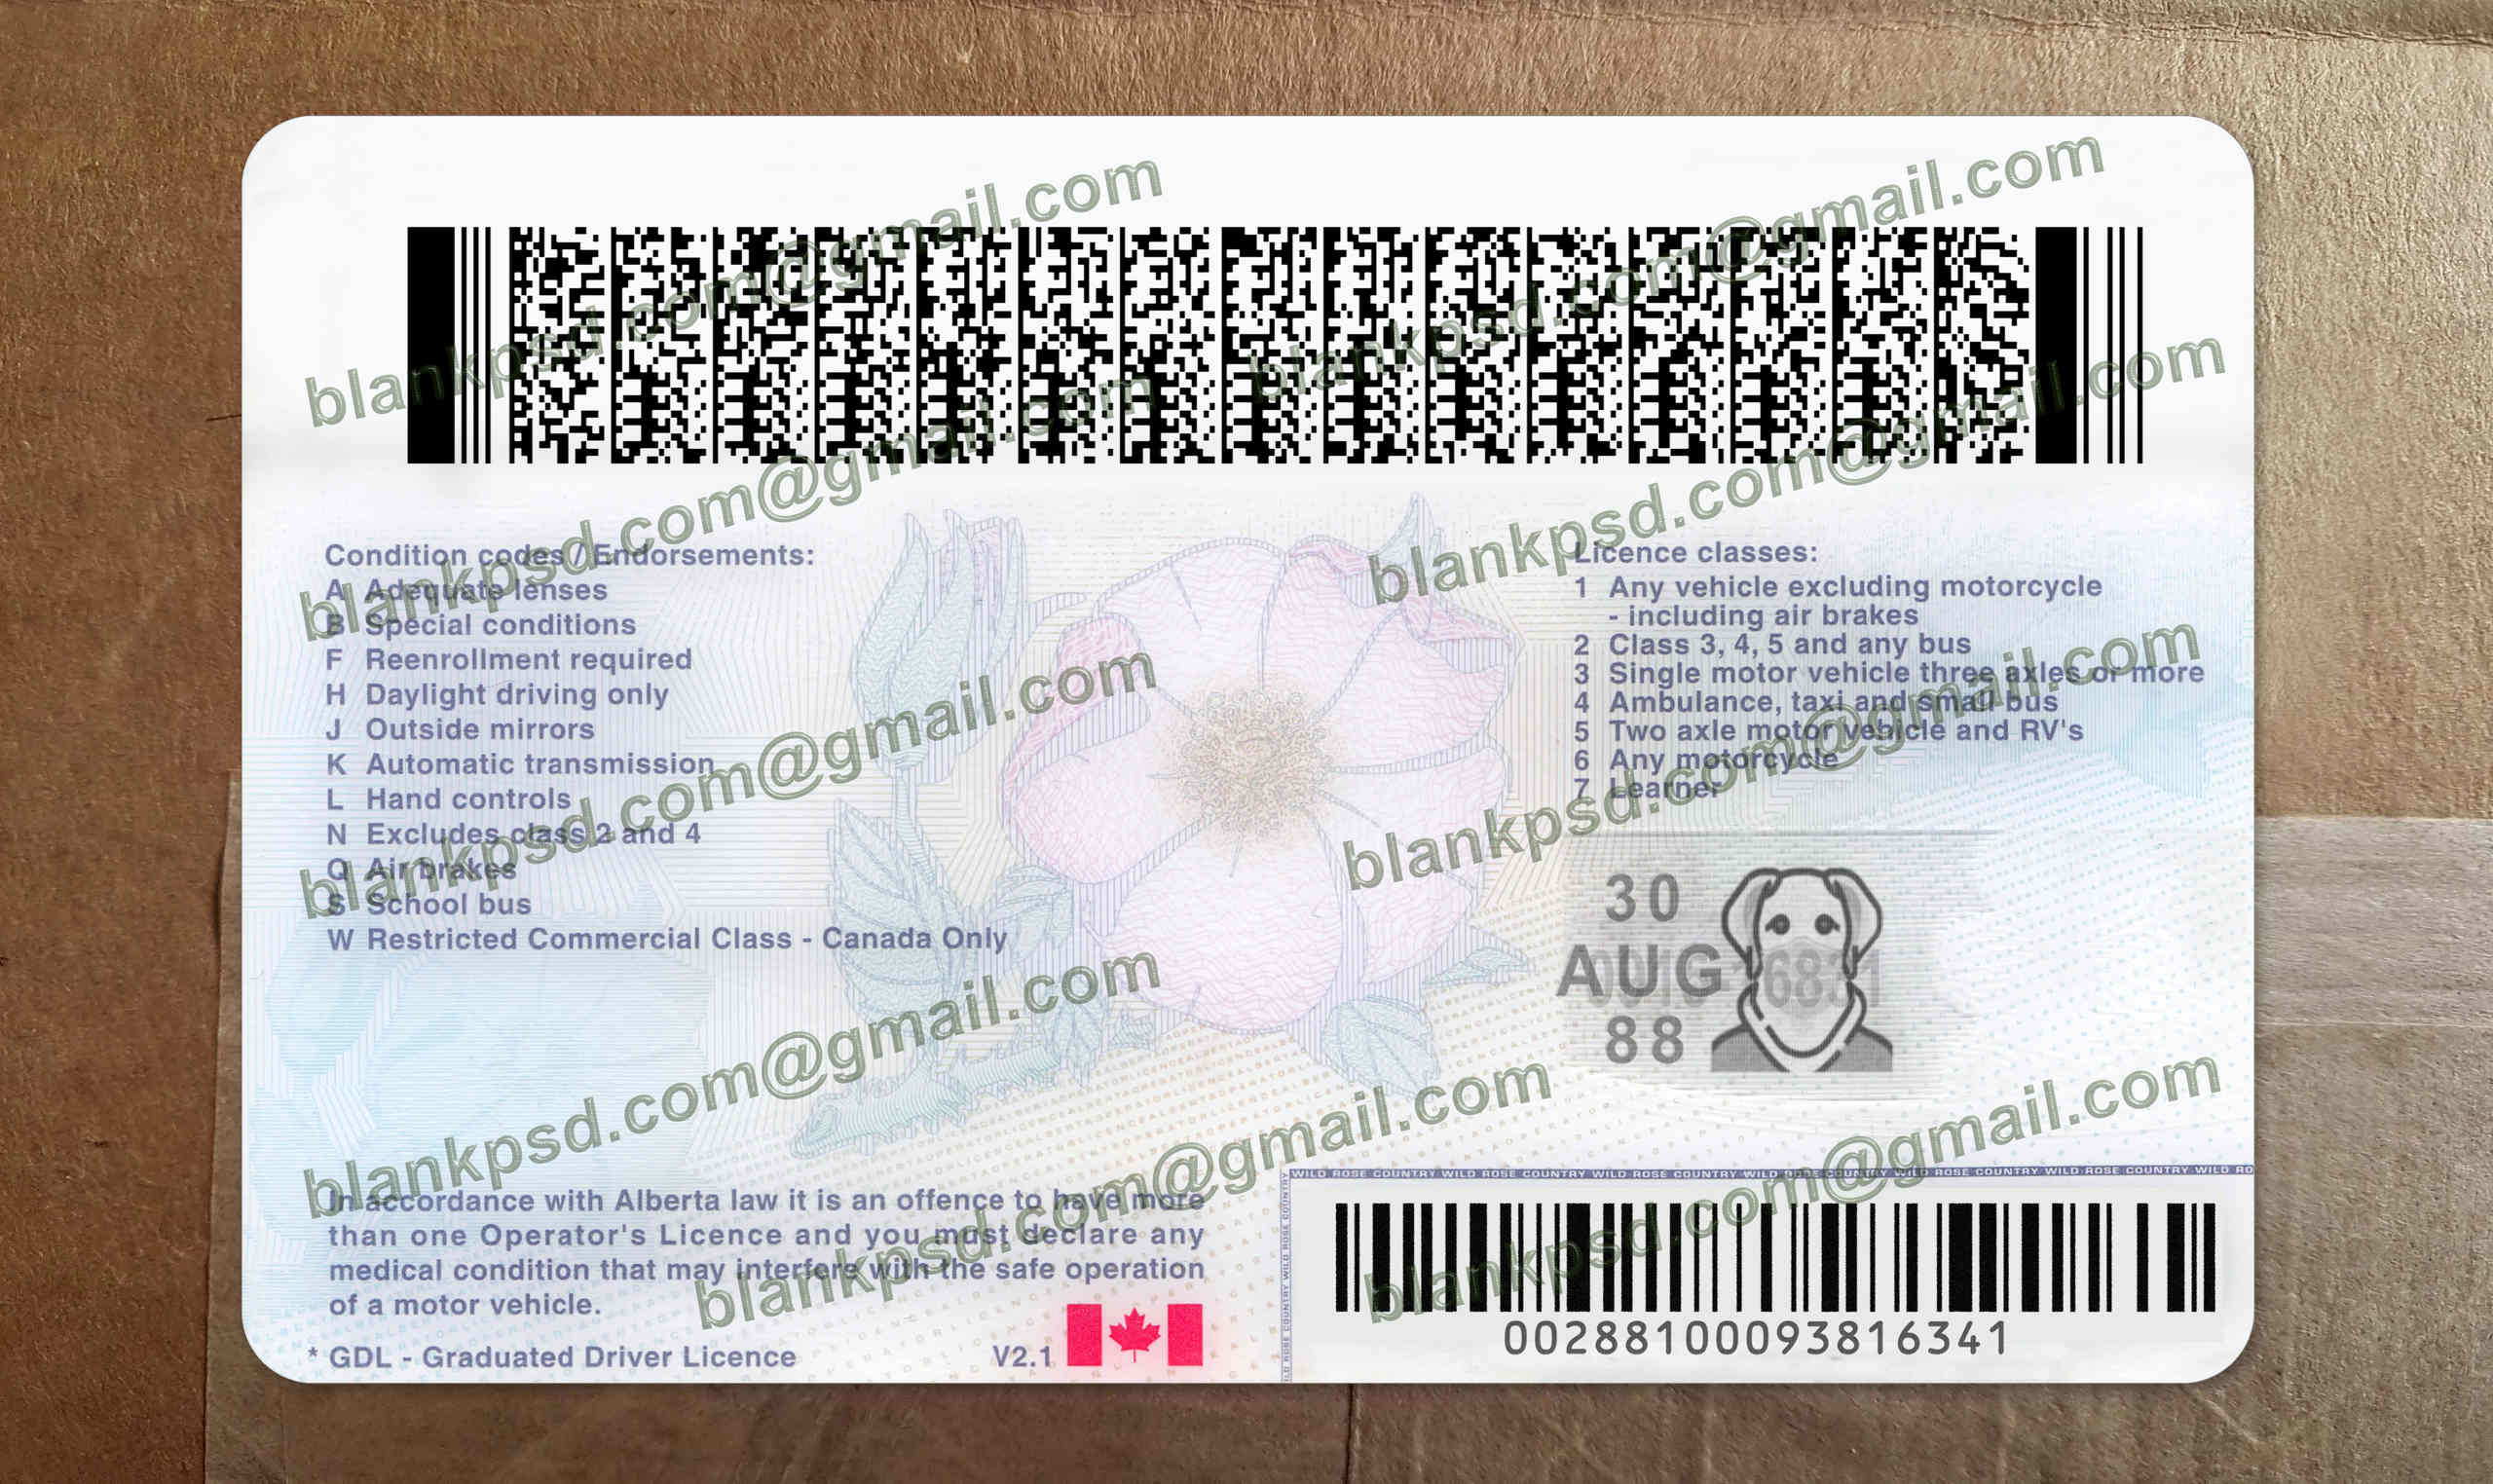 blankpsd.com@gmail.com
blankpsd.com@gmail.com
blankpsd.com@gmail.com
blankpsd.com@gmail.com
Condition codes / Endorsements:
A Adequate lenses
B Special conditions
F Reenrollment required
H Daylight driving only
J Outside mirrors
K Automatic transmission
L Hand controls
N Excludes class 2 and 4
Q Air brakes
S School bus
W Restricted Commercial Class - Canada Only
Licence classes:
1 Any vehicle excluding motorcycle
- including air brakes
2 Class 3, 4, 5 and any bus
3 Single motor vehicle three axles or more
4 Ambulance, taxi and small bus
5 Two axle motor vehicle and RV's
6 Any motorcycle
7 Learner
blankpsd.com@gmail.com
blankpsd.com@gmail.com
30
AUG
88
blankpsd.com@gmail.com
In accordance with Alberta law it is an offence to have more
than one Operator's Licence and you must declare any
medical condition that may interfere with the safe operation
of a motor vehicle.
* GDL - Graduated Driver Licence
V2.1
blankpsd.com@gmail.com
blankpsd.com@gmail.com
WILD ROSE COUNTRY WILD ROSE COUNTRY WILD ROSE COUNTRY WILD ROSE COUNTRY WILD ROSE COUNTRY WILD ROSE COUNTRY WILD RO
00288100093816341